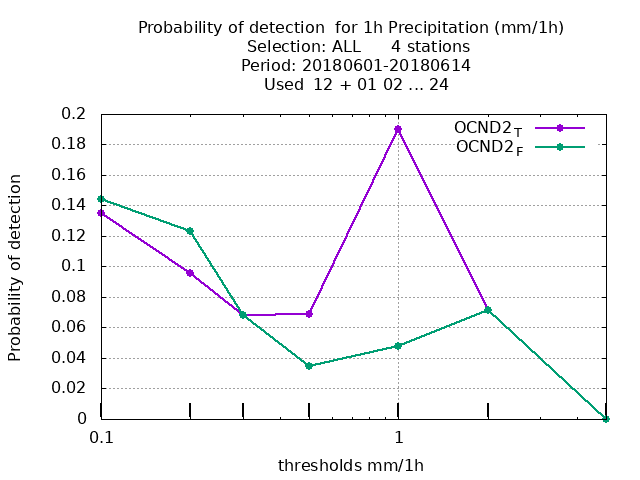 Probability of detection  for 1h Precipitation (mm/1h)
Selection: ALL      4 stations
Period: 20180601-20180614
Used  12 + 01 02 ... 24
0.2
0.18
0.16
0.14
0.12
0.1
0.08
0.06
0.04
0.02
0
Probability of detection
OCND2T
OCND2F
0.1
1
thresholds mm/1h